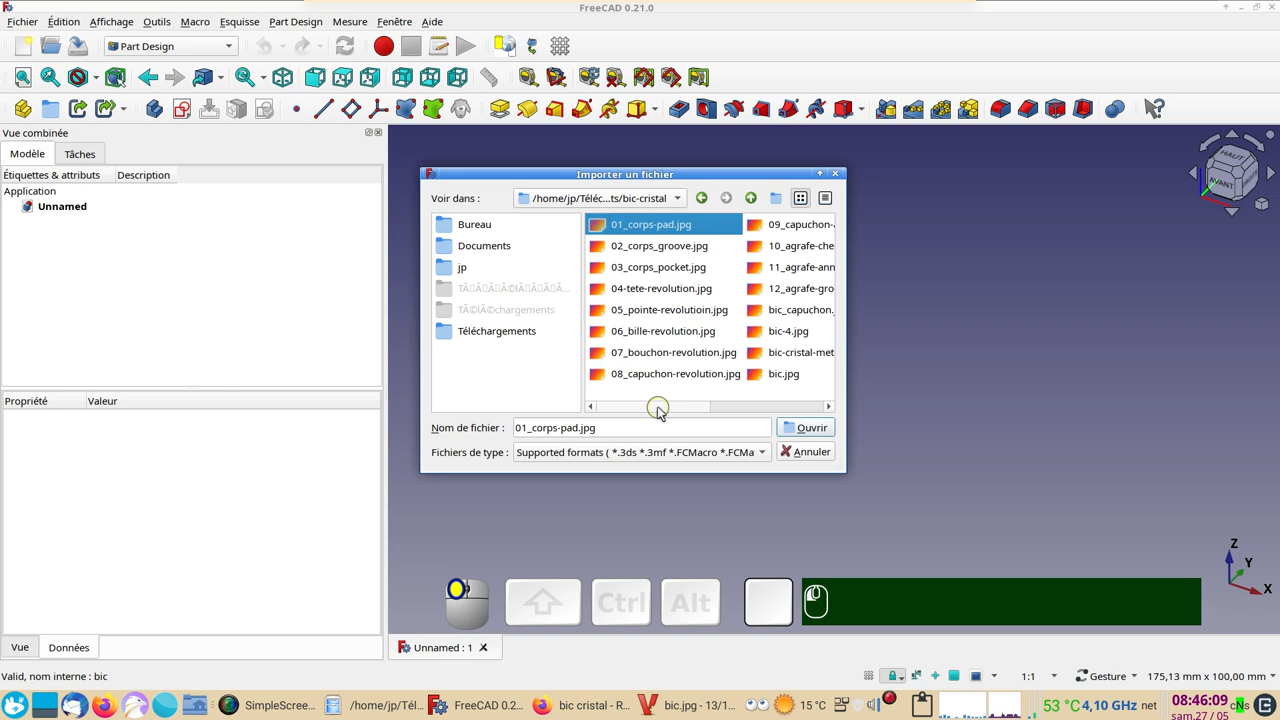 FreeCAD 0.21.0
Fichier Édition Affichage Outils Macro Esquisse Part Design Mesure Fenêtre Aide
Part Design
Vue combinée
Modèle Tâches
Étiquettes & attributs Description
Application
Unnamed
Propriété Valeur
Vue Données
HAUT
AVANT
Importer un fichier
Voir dans : /home/jp/Téléc...ts/bic-cristal
Bureau
Documents
jp
Téléchargements
01_corps-pad.jpg
02_corps_groove.jpg
03_corps_pocket.jpg
04-tete-revolution.jpg
05_pointe-revolutioin.jpg
06_bille-revolution.jpg
07_bouchon-revolution.jpg
08_capuchon-revolution.jpg
09_capuchon-
10_agrafe-che
11_agrafe-ann
12_agrafe-gro
bic_capuchon.
bic-4.jpg
bic-cristal-met
bic.jpg
Nom de fichier : 01_corps-pad.jpg Ouvrir
Fichiers de type : Supported formats ( *.3ds *.3mf *.FCMacro *.FCMa Annuler
Z
Y
X
Ctrl Alt
Unnamed : 1
Valid, nom interne : bic
Gesture 1:1 175,13 mm x 100,00 mm
SimpleScree... /home/jp/Tél... FreeCAD 0.2... bic cristal - R... bic.jpg - 13/1... 15 °C 53 °C 4,10 GHz net 08:46:09
sam.27 / 05